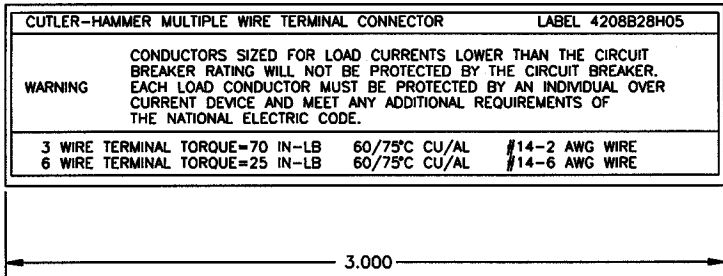 CUTLER-HAMMER MULTIPLE WIRE TERMINAL CONNECTOR LABEL 4208B28H05
CONDUCTORS SIZED FOR LOAD CURRENTS LOWER THAN THE CIRCUIT
BREAKER RATING WILL NOT BE PROTECTED BY THE CIRCUIT BREAKER.
WARNING EACH LOAD CONDUCTOR MUST BE PROTECTED BY AN INDIVIDUAL OVER
CURRENT DEVICE AND MEET ANY ADDITIONAL REQUIREMENTS OF
THE NATIONAL ELECTRIC CODE.
3 WIRE TERMINAL TORQUE=70 IN-LB 60/75°C CU/AL #14-2 AWG WIRE
6 WIRE TERMINAL TORQUE=25 IN-LB 60/75°C CU/AL #14-6 AWG WIRE
3.000